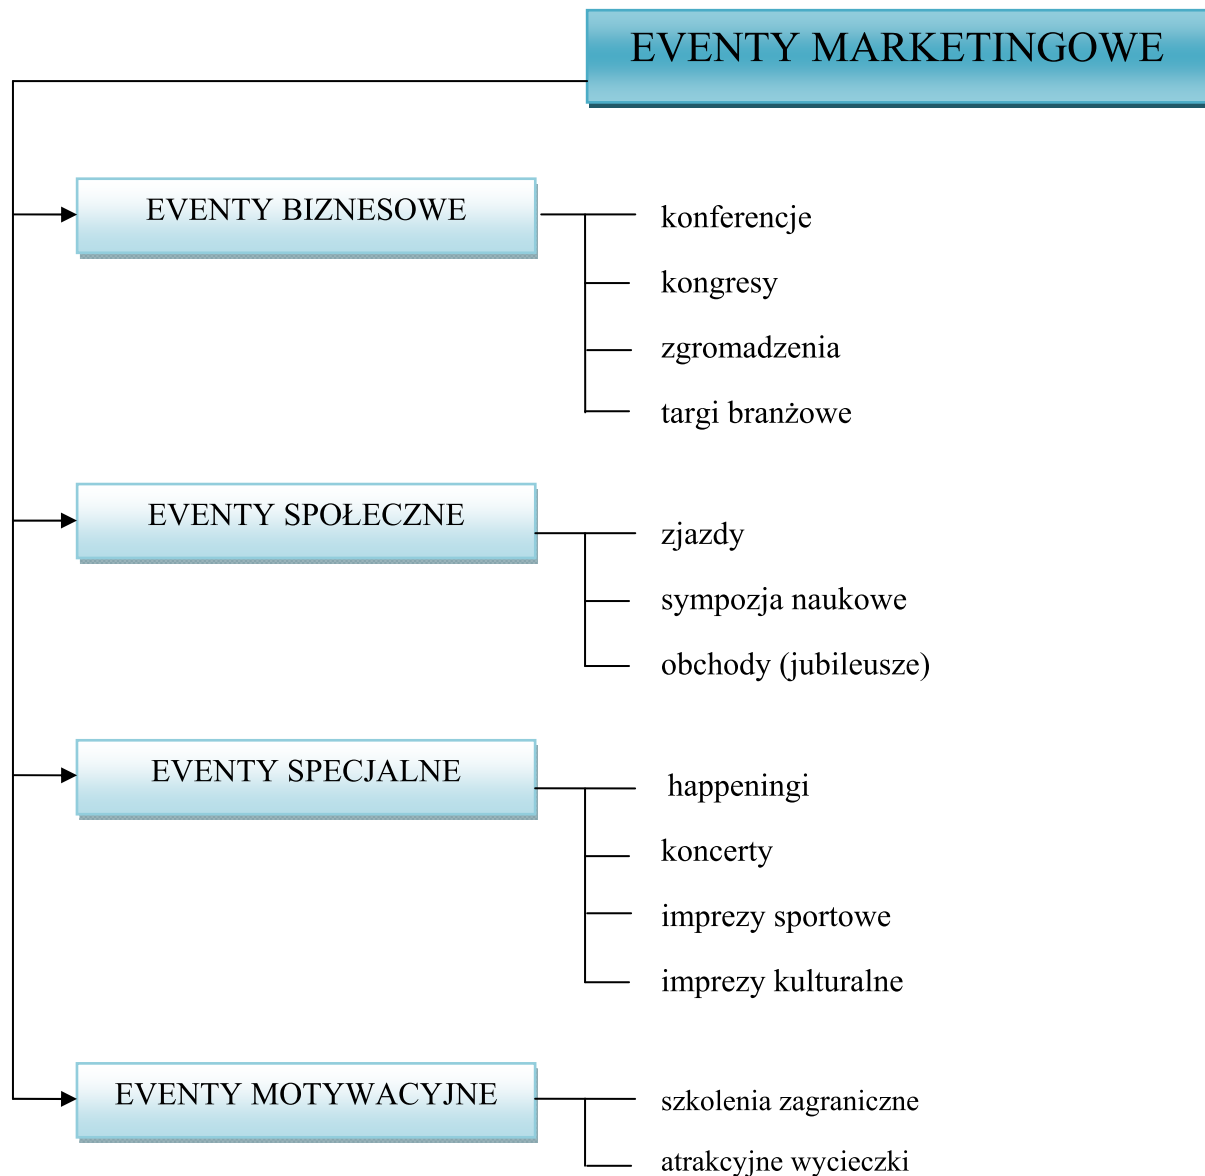 EVENTY MARKETINGOWE
EVENTY BIZNESOWE
konferencje
kongresy
zgromadzenia
targi branżowe
EVENTY SPOŁECZNE
zjazdy
sympozja naukowe
obchody (jubileusze)
EVENTY SPECJALNE
happeningi
koncerty
imprezy sportowe
imprezy kulturalne
EVENTY MOTYWACYJNE
szkolenia zagraniczne
atrakcyjne wycieczki